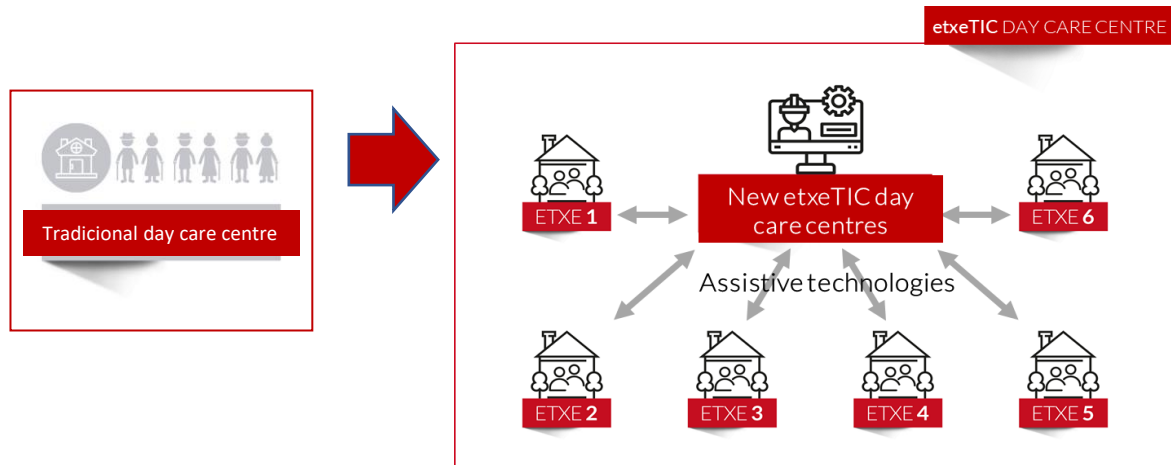 etxeTIC DAY CARE CENTRE
Tradicional day care centre
New etxeTIC day
care centres
ETXE 1
ETXE 6
Assistive technologies
ETXE 2
ETXE 3
ETXE 4
ETXE 5